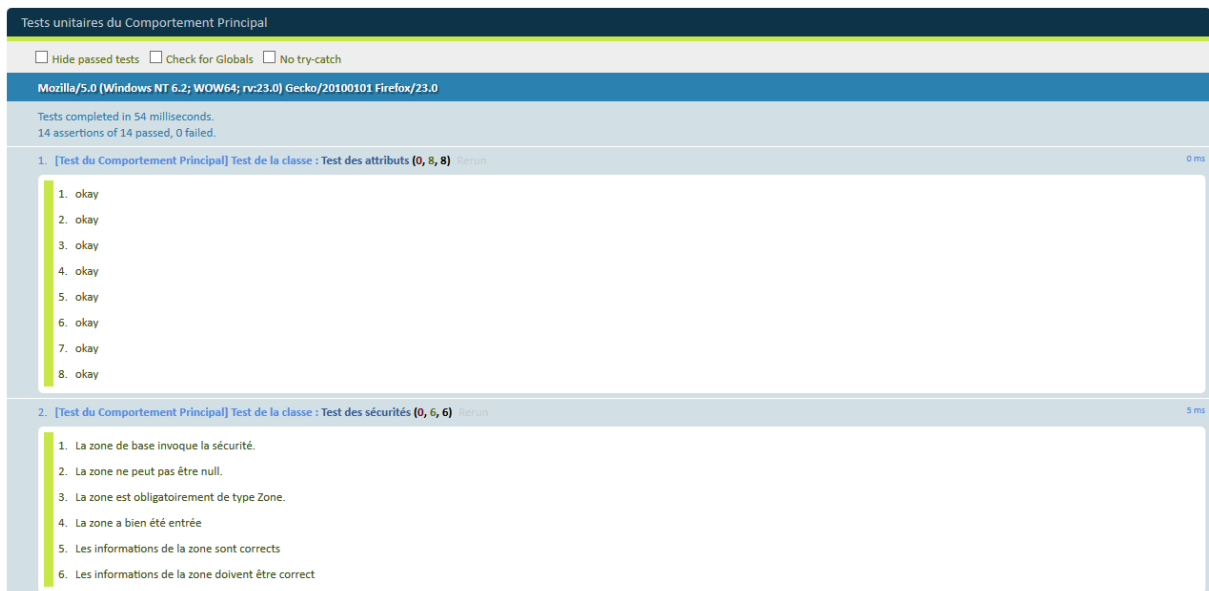 Tests unitaires du Comportement Principal
Hide passed tests Check for Globals No try-catch
Mozilla/5.0 (Windows NT 6.2; WOW64; rv:23.0) Gecko/20100101 Firefox/23.0
Tests completed in 54 milliseconds.
14 assertions of 14 passed, 0 failed.
1. [Test du Comportement Principal] Test de la classe : Test des attributs (0, 8, 8) Rerun 0 ms
1. okay
2. okay
3. okay
4. okay
5. okay
6. okay
7. okay
8. okay
2. [Test du Comportement Principal] Test de la classe : Test des sécurités (0, 6, 6) Rerun 5 ms
1. La zone de base invoque la sécurité.
2. La zone ne peut pas être null.
3. La zone est obligatoirement de type Zone.
4. La zone a bien été entrée
5. Les informations de la zone sont corrects
6. Les informations de la zone doivent être correct